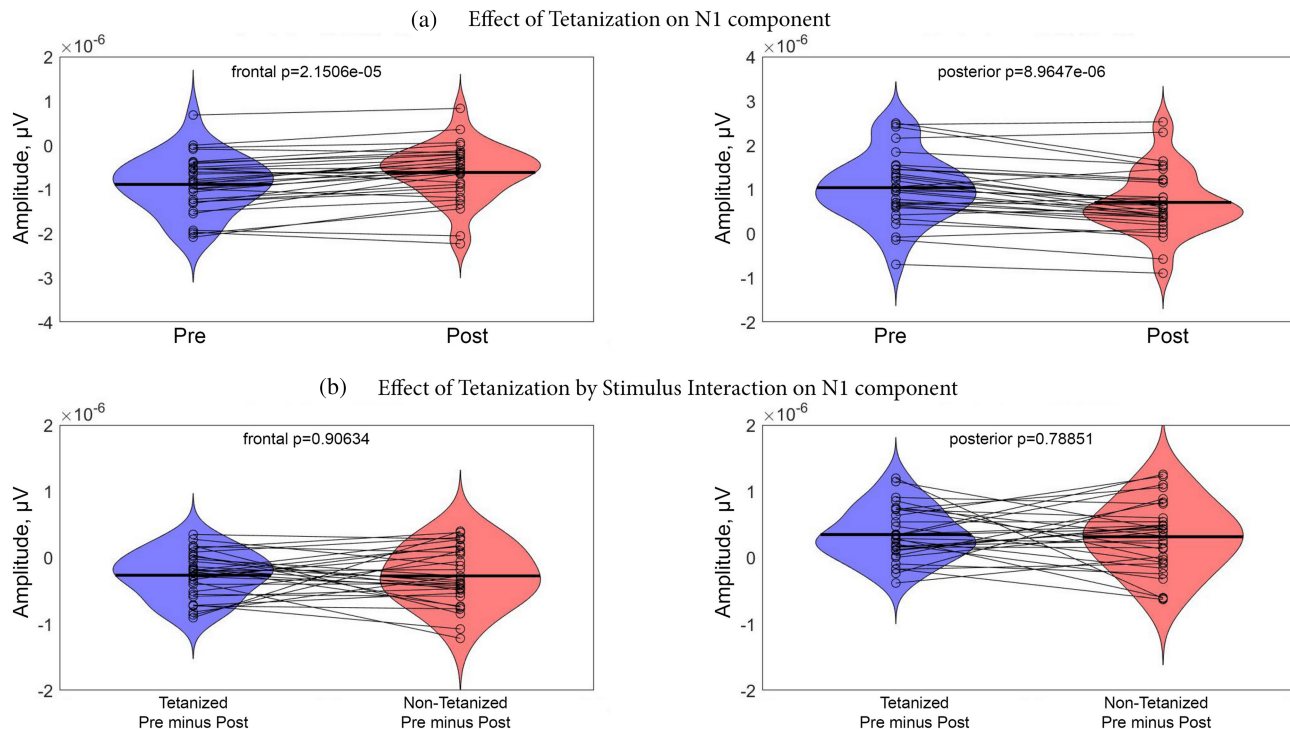 (a) Effect of Tetanization on N1 component
×10⁻⁶
frontal p=2.1506e-05
Amplitude, µV
2
1
0
-1
-2
-3
-4
Pre Post
×10⁻⁶
posterior p=8.9647e-06
Amplitude, µV
4
3
2
1
0
-1
-2
Pre Post
(b) Effect of Tetanization by Stimulus Interaction on N1 component
×10⁻⁶
frontal p=0.90634
Amplitude, µV
2
1
0
-1
-2
Tetanized Non-Tetanized
Pre minus Post Pre minus Post
×10⁻⁶
posterior p=0.78851
Amplitude, µV
2
1
0
-1
-2
Tetanized Non-Tetanized
Pre minus Post Pre minus Post